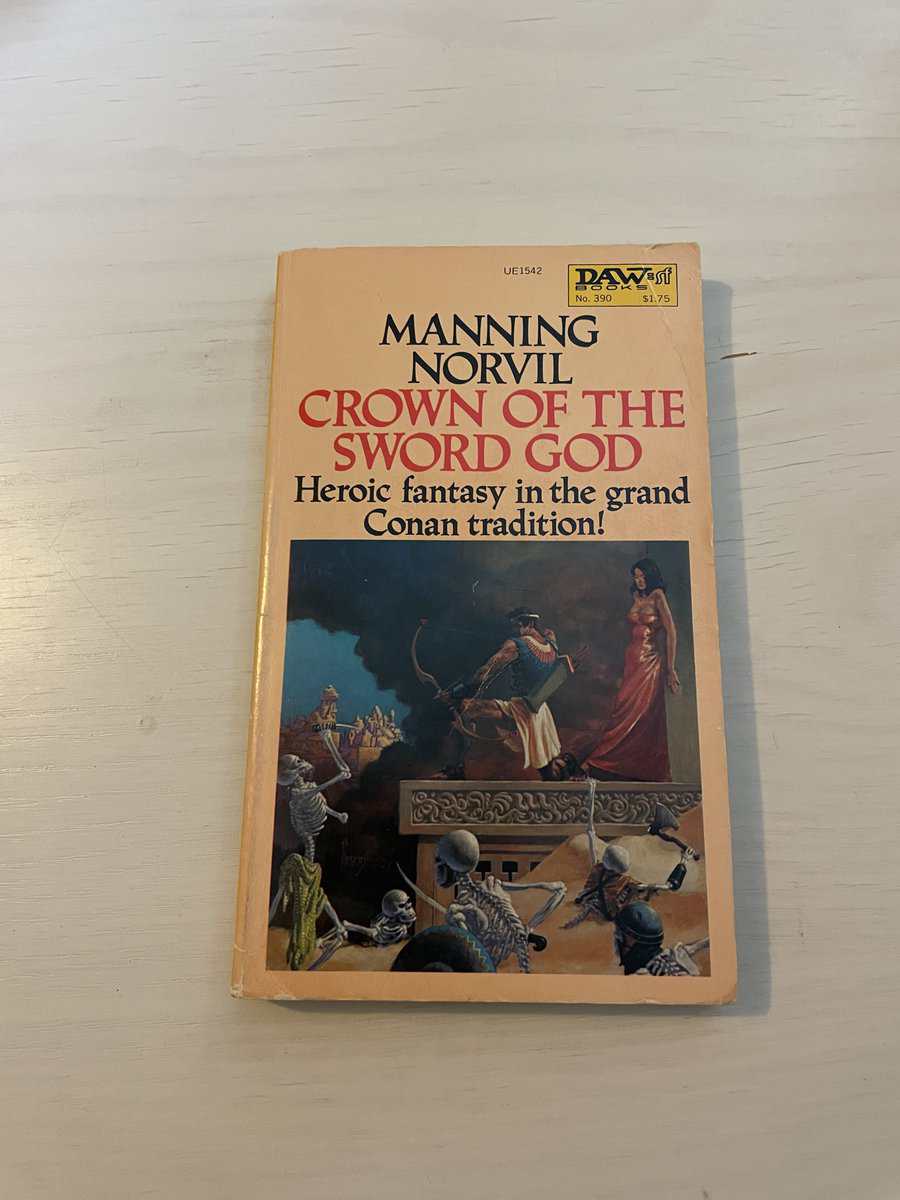 UE1542
DAW sf
BOOKS
No. 390 $1.75
MANNING
NORVIL
CROWN OF THE
SWORD GOD
Heroic fantasy in the grand
Conan tradition!